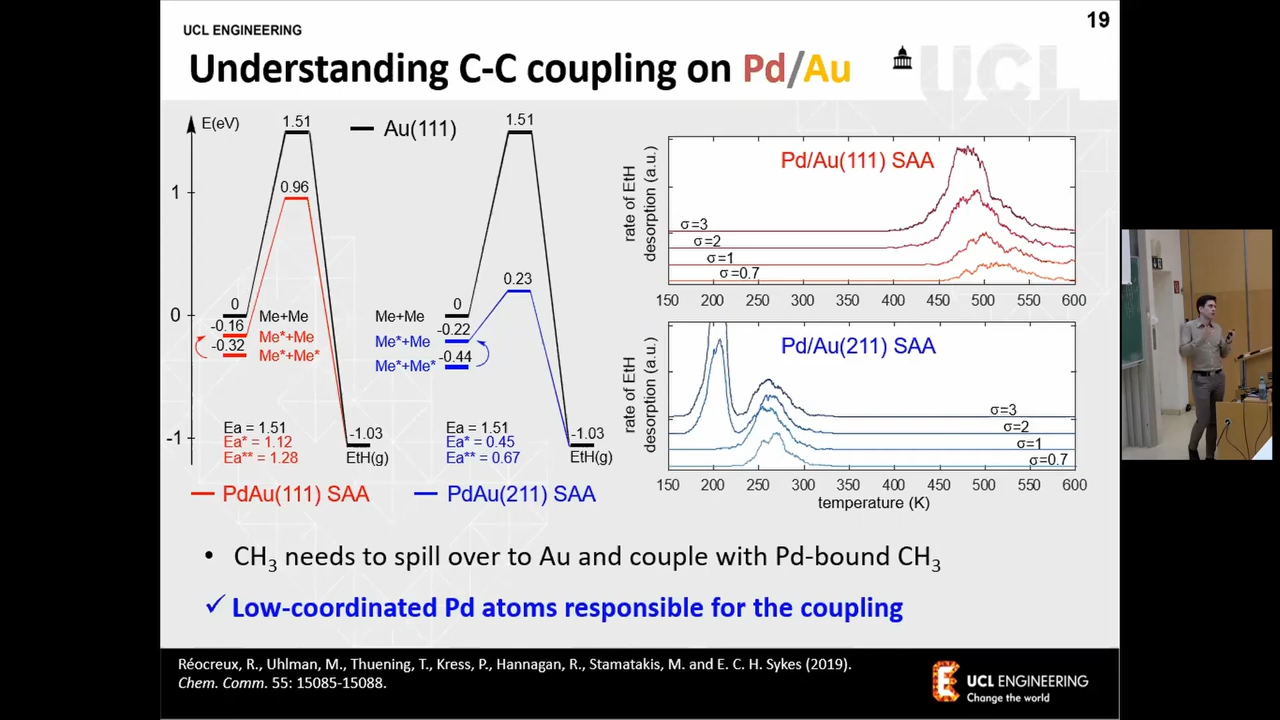 UCL ENGINEERING
19
Understanding C-C coupling on Pd/Au
UCL
E(eV)
1
0
-1
1.51
0.96
0
-0.16
-0.32
Me+Me
Me*+Me
Me*+Me*
Ea = 1.51
Ea* = 1.12
Ea** = 1.28
-1.03
EtH(g)
Au(111)
1.51
0.23
0
-0.22
-0.44
Me+Me
Me*+Me
Me*+Me*
Ea = 1.51
Ea* = 0.45
Ea** = 0.67
-1.03
EtH(g)
PdAu(111) SAA
PdAu(211) SAA
rate of EtH
desorption (a.u.)
Pd/Au(111) SAA
σ=3
σ=2
σ=1
σ=0.7
150 200 250 300 350 400 450 500 550 600
rate of EtH
desorption (a.u.)
Pd/Au(211) SAA
σ=3
σ=2
σ=1
σ=0.7
150 200 250 300 350 400 450 500 550 600
temperature (K)
• CH₃ needs to spill over to Au and couple with Pd-bound CH₃
✓ Low-coordinated Pd atoms responsible for the coupling
Réocreux, R., Uhlman, M., Thuening, T., Kress, P., Hannagan, R., Stamatakis, M. and E. C. H. Sykes (2019).
Chem. Comm. 55: 15085-15088.
UCL ENGINEERING
Change the world